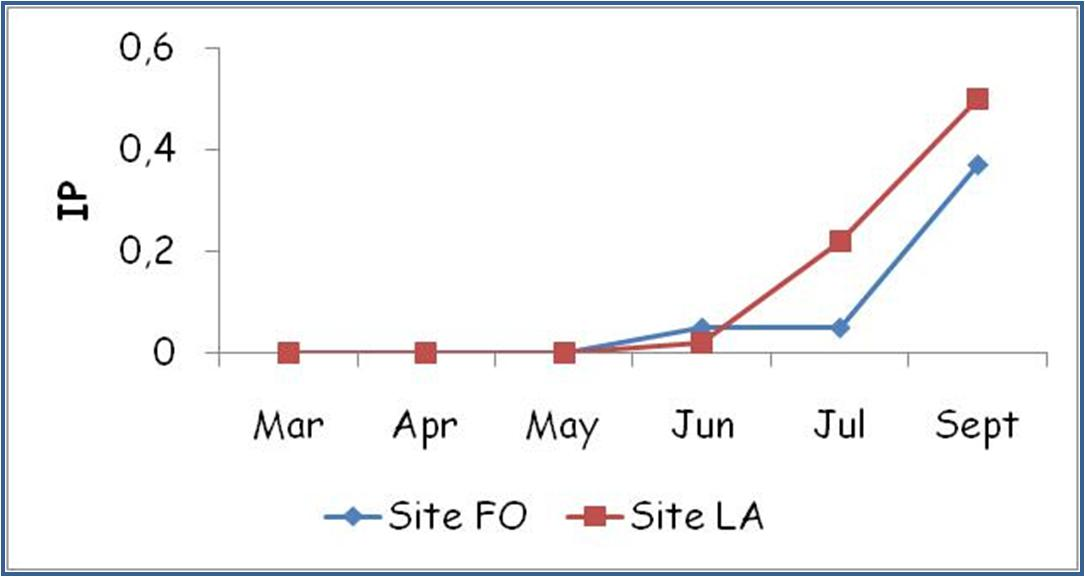 0,6
0,4
0,2
0
IP
Mar Apr May Jun Jul Sept
Site FO Site LA